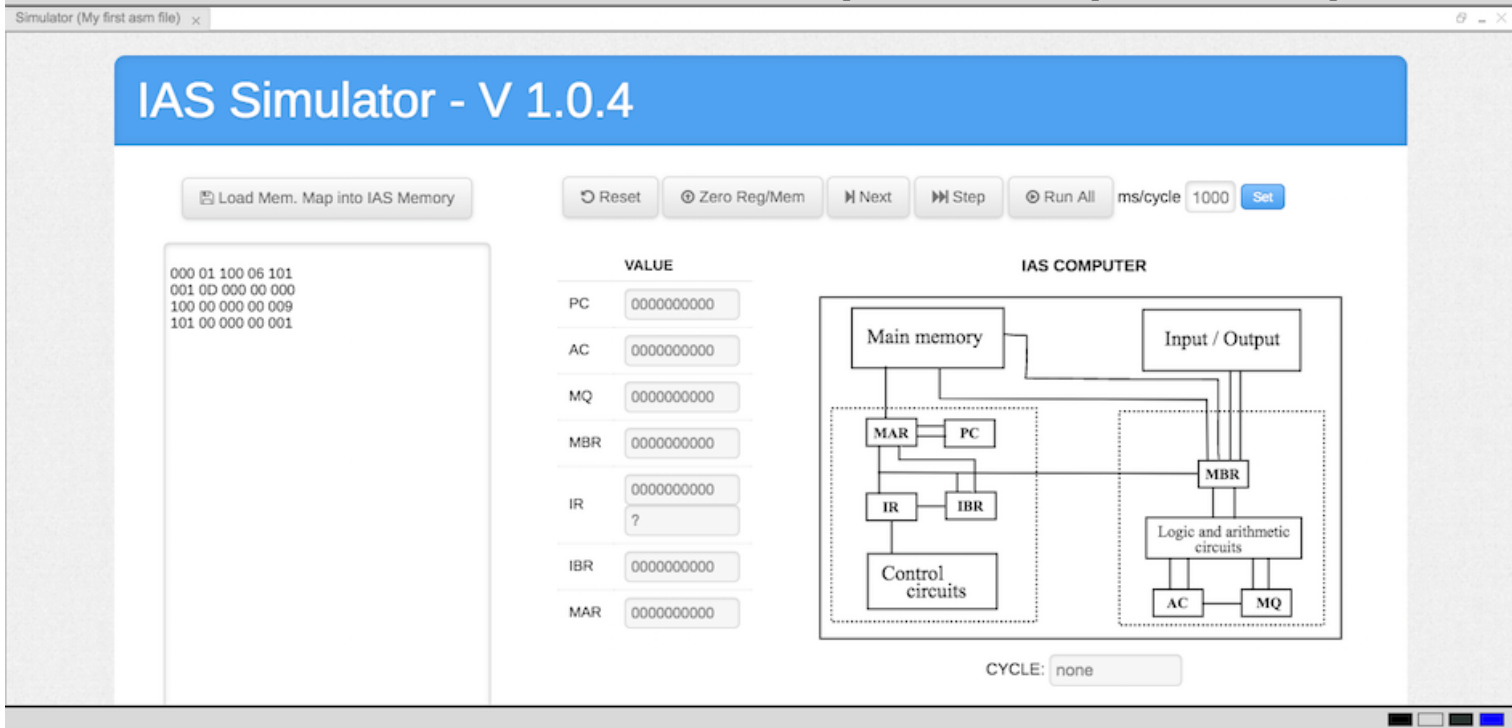 Simulator (My first asm file) x
IAS Simulator - V 1.0.4
Load Mem. Map into IAS Memory
Reset
Zero Reg/Mem
Next
Step
Run All
ms/cycle 1000 Set
000 01 100 06 101
001 0D 000 00 000
100 00 000 00 009
101 00 000 00 001
VALUE
PC 0000000000
AC 0000000000
MQ 0000000000
MBR 0000000000
IR 0000000000
?
IBR 0000000000
MAR 0000000000
IAS COMPUTER
Main memory
Input / Output
MAR
PC
MBR
IR
IBR
Logic and arithmetic
circuits
Control
circuits
AC
MQ
CYCLE: none